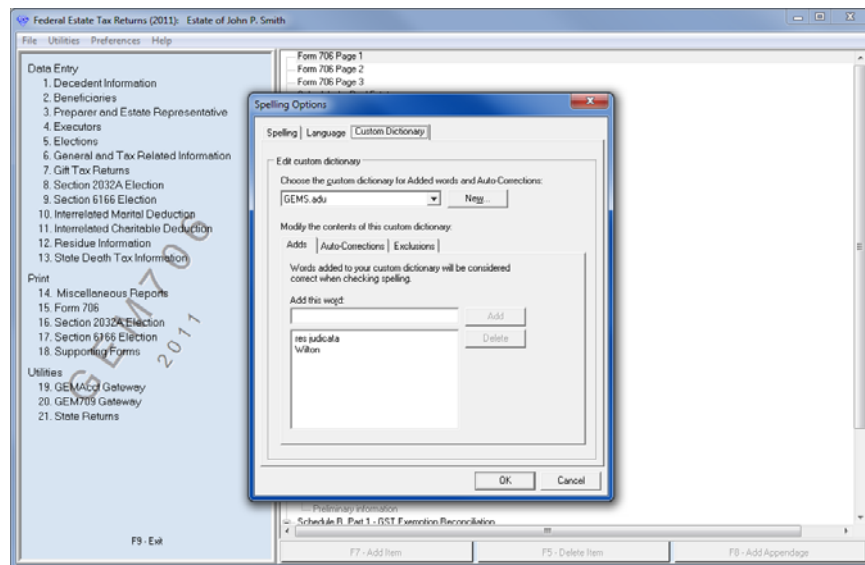 Federal Estate Tax Returns (2011): Estate of John P. Smith
File Utilities Preferences Help
Data Entry
1. Decedent Information
2. Beneficiaries
3. Preparer and Estate Representative
4. Executors
5. Elections
6. General and Tax Related Information
7. Gift Tax Returns
8. Section 2032A Election
9. Section 6166 Election
10. Interrelated Marital Deduction
11. Interrelated Charitable Deduction
12. Residue Information
13. State Death Tax Information
Print
14. Miscellaneous Reports
15. Form 706
16. Section 2032A Election
17. Section 6166 Election
18. Supporting Forms
Utilities
19. GEMAcct Gateway
20. GEM709 Gateway
21. State Returns
GEM706
2011
F9 - Exit
Form 706 Page 1
Form 706 Page 2
Form 706 Page 3
Spelling Options
Spelling Language Custom Dictionary
Edit custom dictionary
Choose the custom dictionary for Added words and Auto-Corrections:
GEMS.adu New...
Modify the contents of this custom dictionary:
Adds Auto-Corrections Exclusions
Words added to your custom dictionary will be considered
correct when checking spelling.
Add this word:
Add
Delete
res judicata
Wilton
OK Cancel
Preliminary information
Schedule R, Part 1 - GST Exemption Reconciliation
F7 - Add Item F5 - Delete Item F8 - Add Appendage